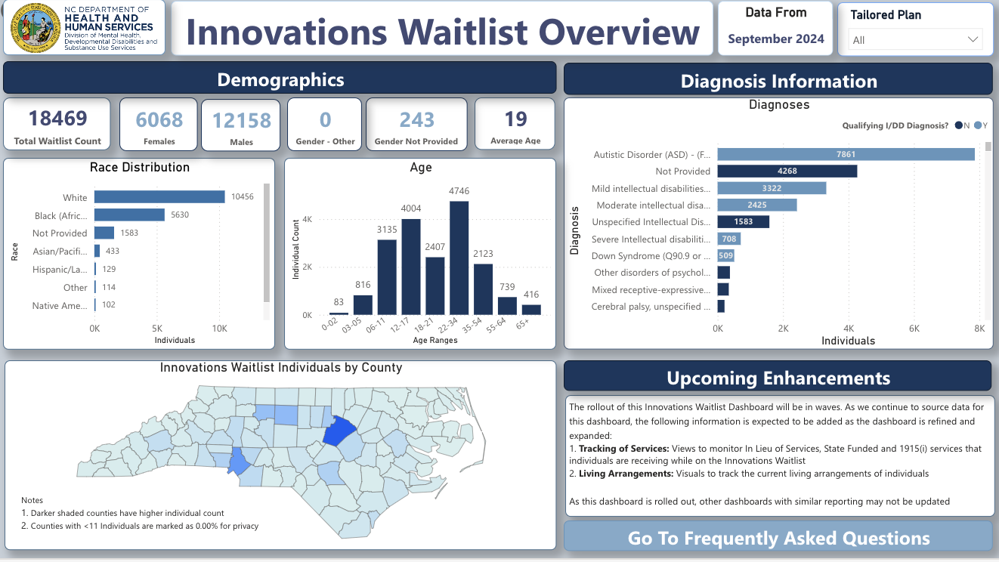 NC DEPARTMENT OF
HEALTH AND
HUMAN SERVICES
Division of Mental Health,
Developmental Disabilities and
Substance Use Services
Innovations Waitlist Overview
Data From
September 2024
Tailored Plan
All
Demographics
18469
Total Waitlist Count
6068
Females
12158
Males
0
Gender - Other
243
Gender Not Provided
19
Average Age
Race Distribution
Race
White 10456
Black (Afric... 5630
Not Provided 1583
Asian/Pacifi... 433
Hispanic/La... 129
Other 114
Native Ame... 102
0K 5K 10K
Individuals
Age
Individual Count
4K
2K
0K
83 816 3135 4004 2407 4746 2123 739 416
0-02 03-05 06-11 12-17 18-21 22-34 35-54 55-64 65+
Age Ranges
Diagnosis Information
Diagnoses
Qualifying I/DD Diagnosis? N Y
Diagnosis
Autistic Disorder (ASD) - (F... 7861
Not Provided 4268
Mild intellectual disabilities... 3322
Moderate intellectual disa... 2425
Unspecified Intellectual Dis... 1583
Severe Intellectual disabiliti... 708
Down Syndrome (Q90.9 or ... 509
Other disorders of psychol...
Mixed receptive-expressive...
Cerebral palsy, unspecified ...
0K 2K 4K 6K 8K
Individuals
Innovations Waitlist Individuals by County
Notes
1. Darker shaded counties have higher individual count
2. Counties with <11 Individuals are marked as 0.00% for privacy
Upcoming Enhancements
The rollout of this Innovations Waitlist Dashboard will be in waves. As we continue to source data for
this dashboard, the following information is expected to be added as the dashboard is refined and
expanded:
1. Tracking of Services: Views to monitor In Lieu of Services, State Funded and 1915(i) services that
individuals are receiving while on the Innovations Waitlist
2. Living Arrangements: Visuals to track the current living arrangements of individuals
As this dashboard is rolled out, other dashboards with similar reporting may not be updated
Go To Frequently Asked Questions